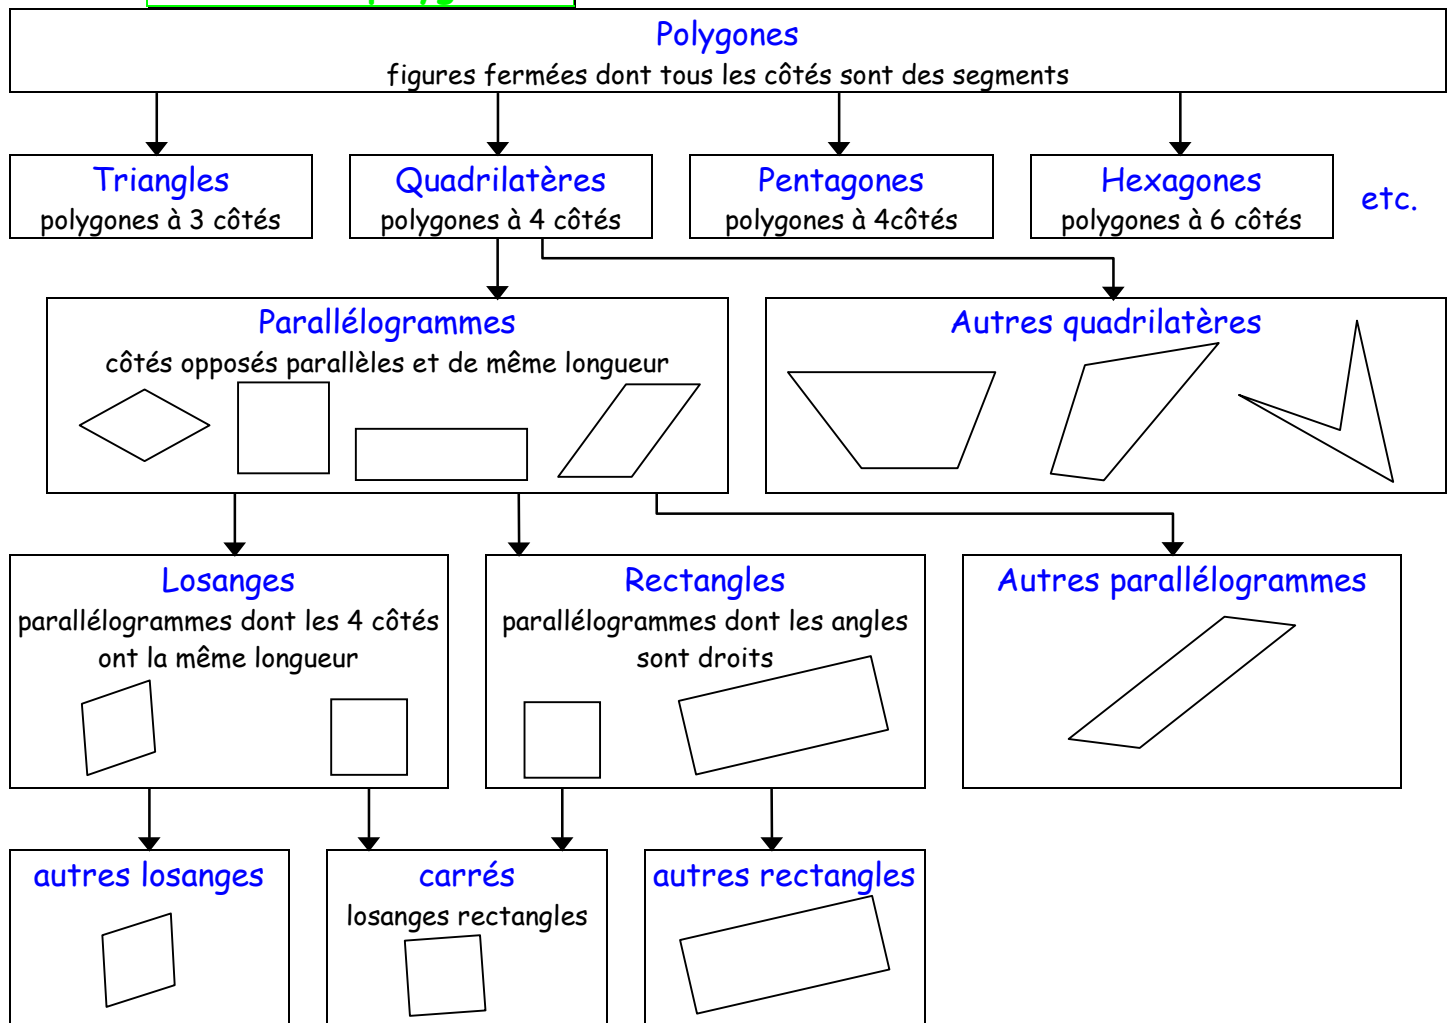 Polygones
figures fermées dont tous les côtés sont des segments
Triangles
polygones à 3 côtés
Quadrilatères
polygones à 4 côtés
Pentagones
polygones à 4côtés
Hexagones
polygones à 6 côtés
etc.
Parallélogrammes
côtés opposés parallèles et de même longueur
Autres quadrilatères
Losanges
parallélogrammes dont les 4 côtés
ont la même longueur
Rectangles
parallélogrammes dont les angles
sont droits
Autres parallélogrammes
autres losanges
carrés
losanges rectangles
autres rectangles